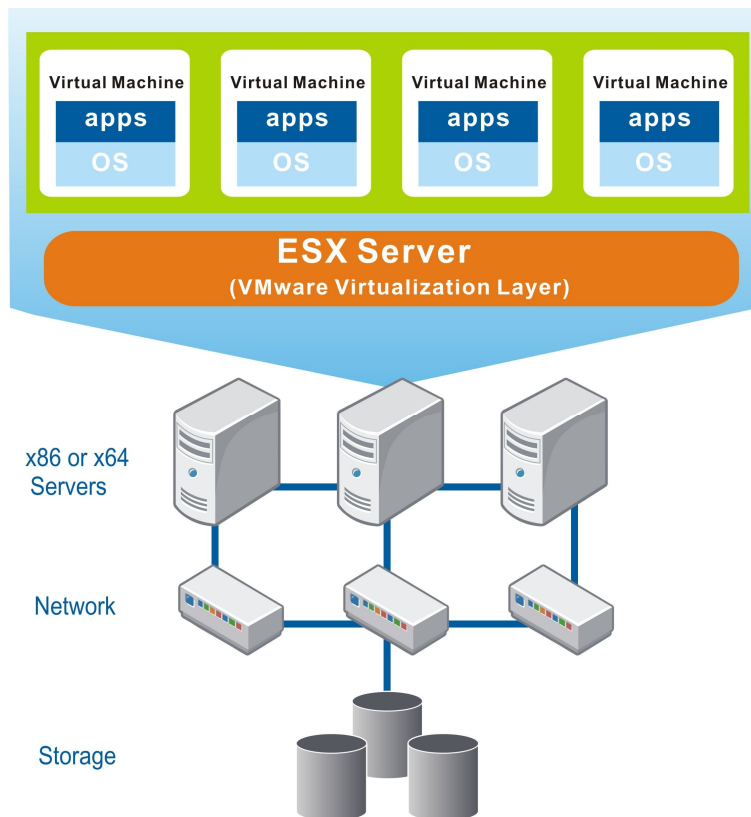 Virtual Machine
apps
OS
Virtual Machine
apps
OS
Virtual Machine
apps
OS
Virtual Machine
apps
OS
ESX Server
(VMware Virtualization Layer)
x86 or x64
Servers
Network
Storage